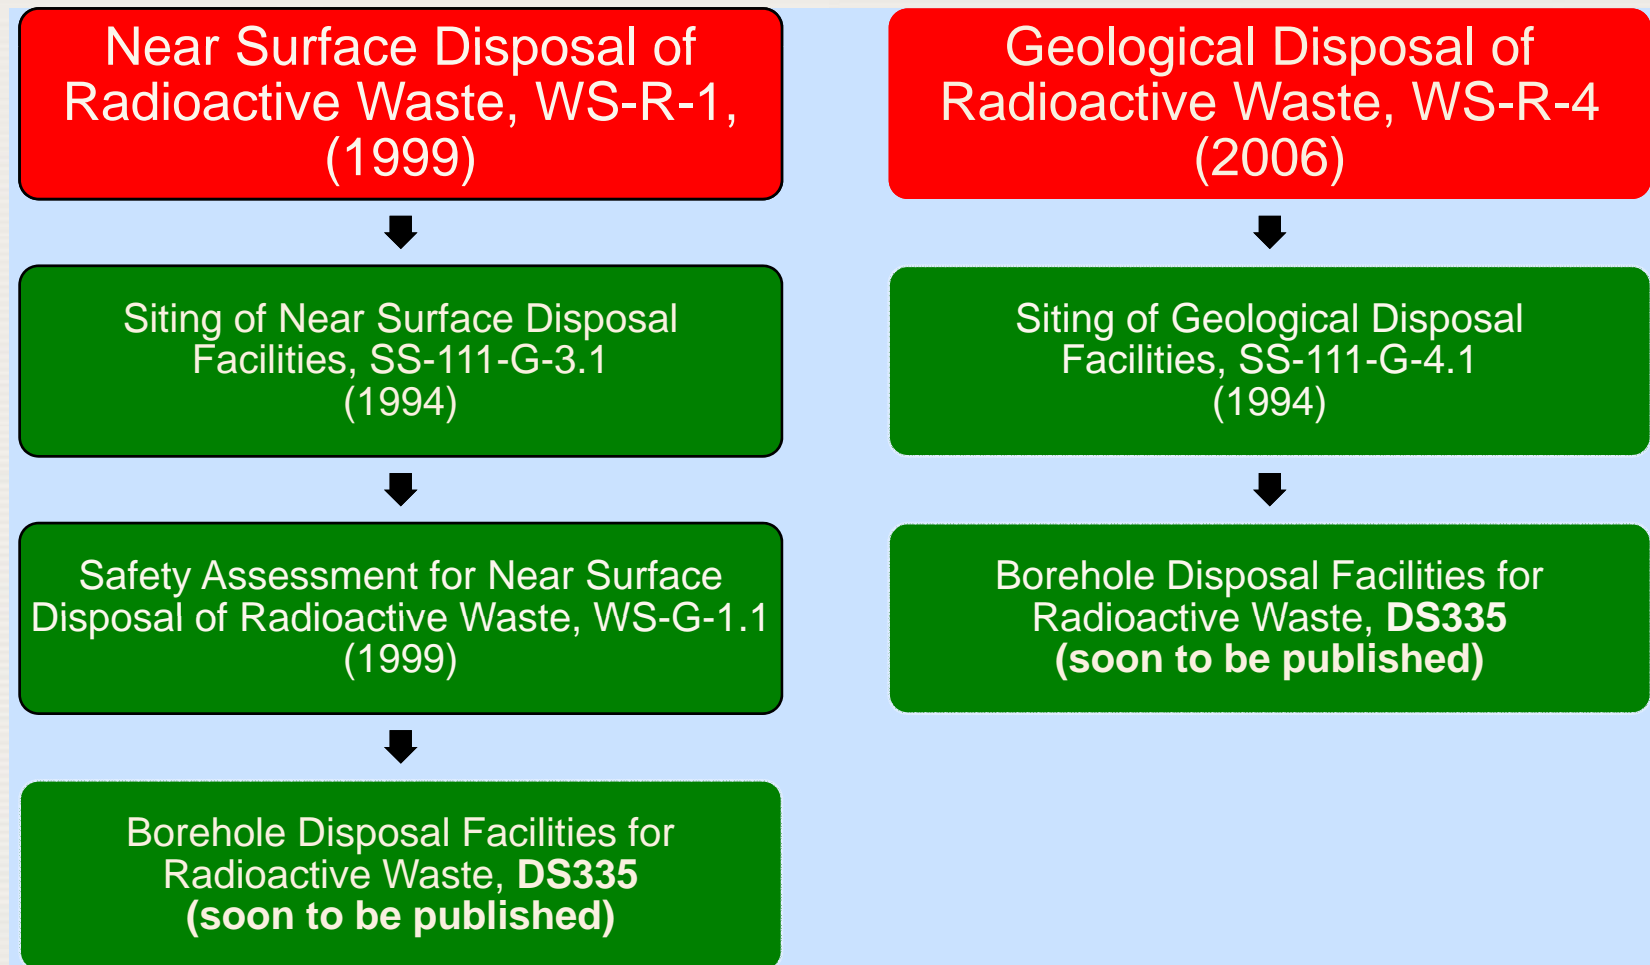 Near Surface Disposal of
Radioactive Waste, WS-R-1,
(1999)
Siting of Near Surface Disposal
Facilities, SS-111-G-3.1
(1994)
Safety Assessment for Near Surface
Disposal of Radioactive Waste, WS-G-1.1
(1999)
Borehole Disposal Facilities for
Radioactive Waste, DS335
(soon to be published)
Geological Disposal of
Radioactive Waste, WS-R-4
(2006)
Siting of Geological Disposal
Facilities, SS-111-G-4.1
(1994)
Borehole Disposal Facilities for
Radioactive Waste, DS335
(soon to be published)